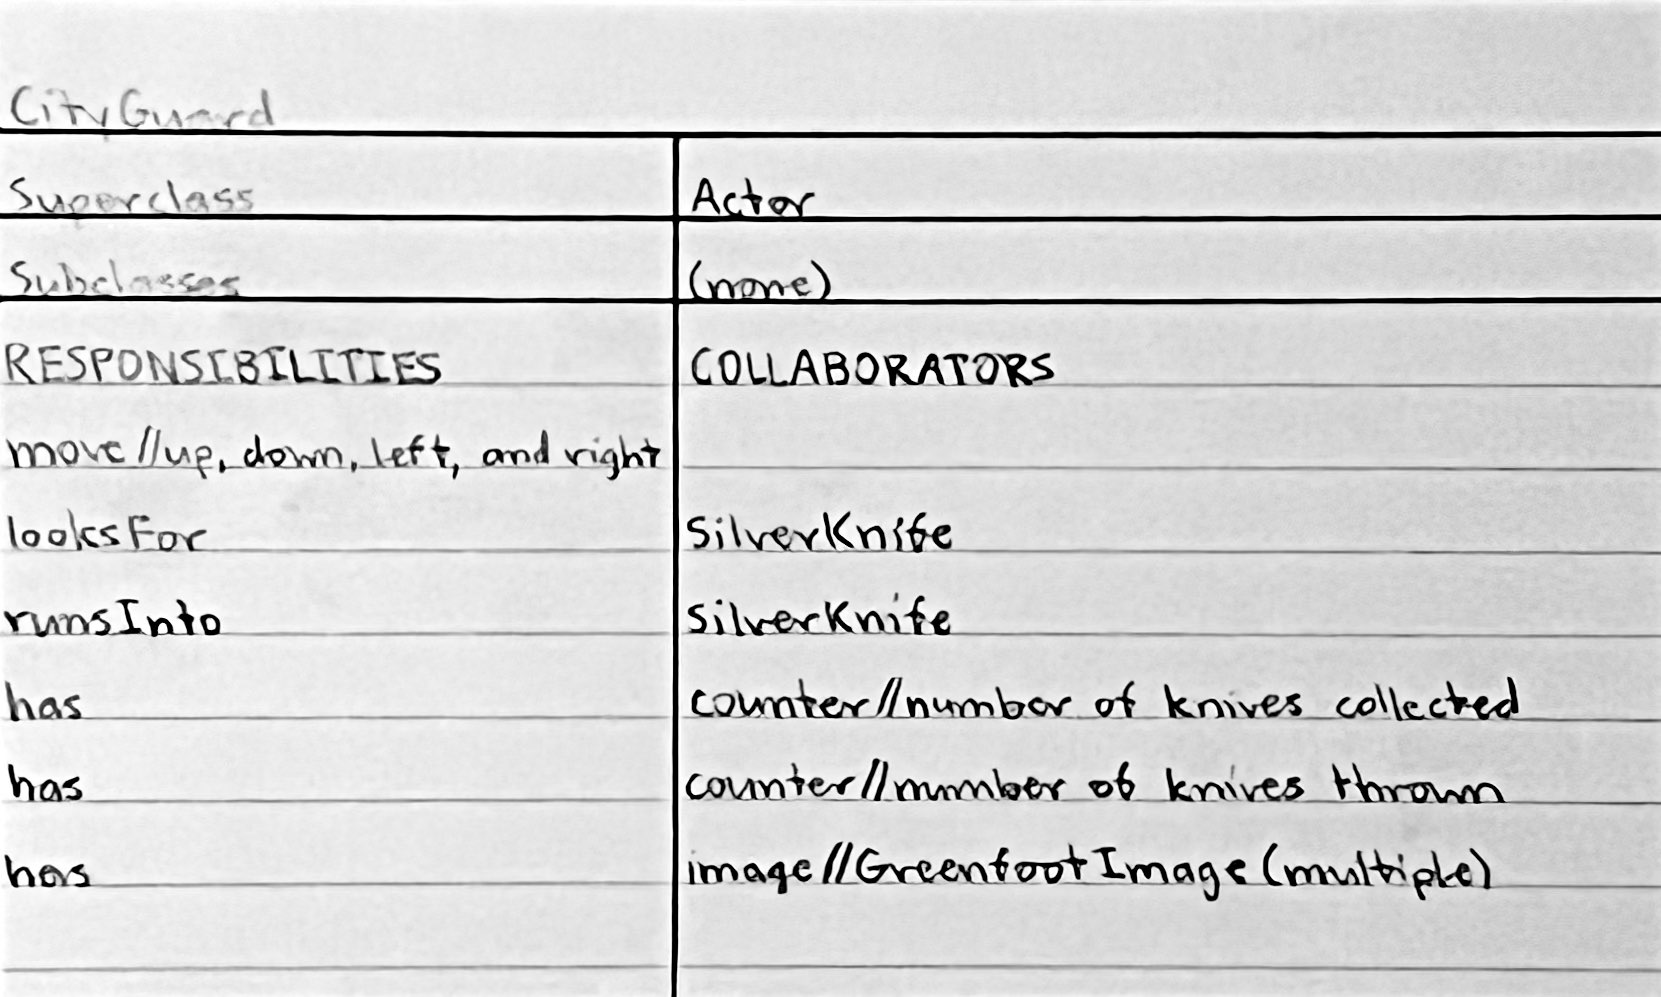 CityGuard
Superclass Actor
Subclasses (none)
RESPONSIBILITIES COLLABORATORS
move//up, down, left, and right
looksFor SilverKnife
runsInto SilverKnife
has counter//number of knives collected
has counter//number of knives thrown
has image//GreenfootImage (multiple)